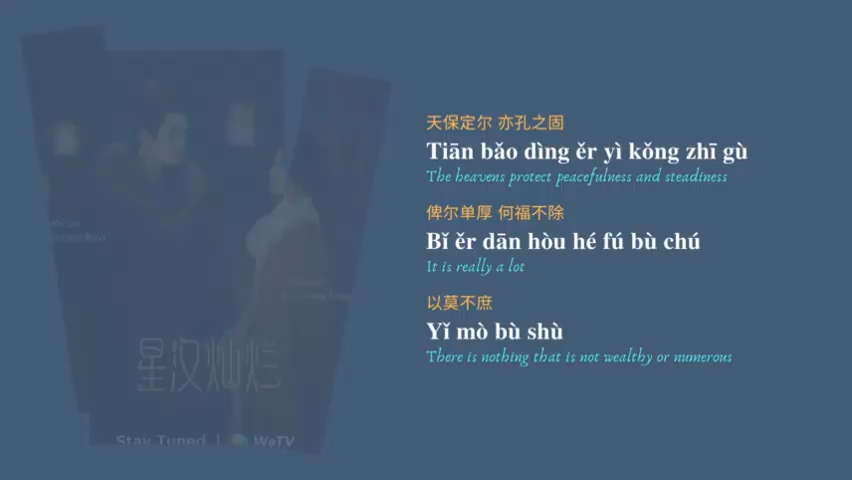 天保定尔 亦孔之固
Tiān bǎo dìng ěr yì kǒng zhī gù
The heavens protect peacefulness and steadiness
俾尔单厚 何福不除
Bǐ ěr dān hòu hé fú bù chú
It is really a lot
以莫不庶
Yǐ mò bù shù
There is nothing that is not wealthy or numerous
星汉灿烂
Stay Tuned | WeTV